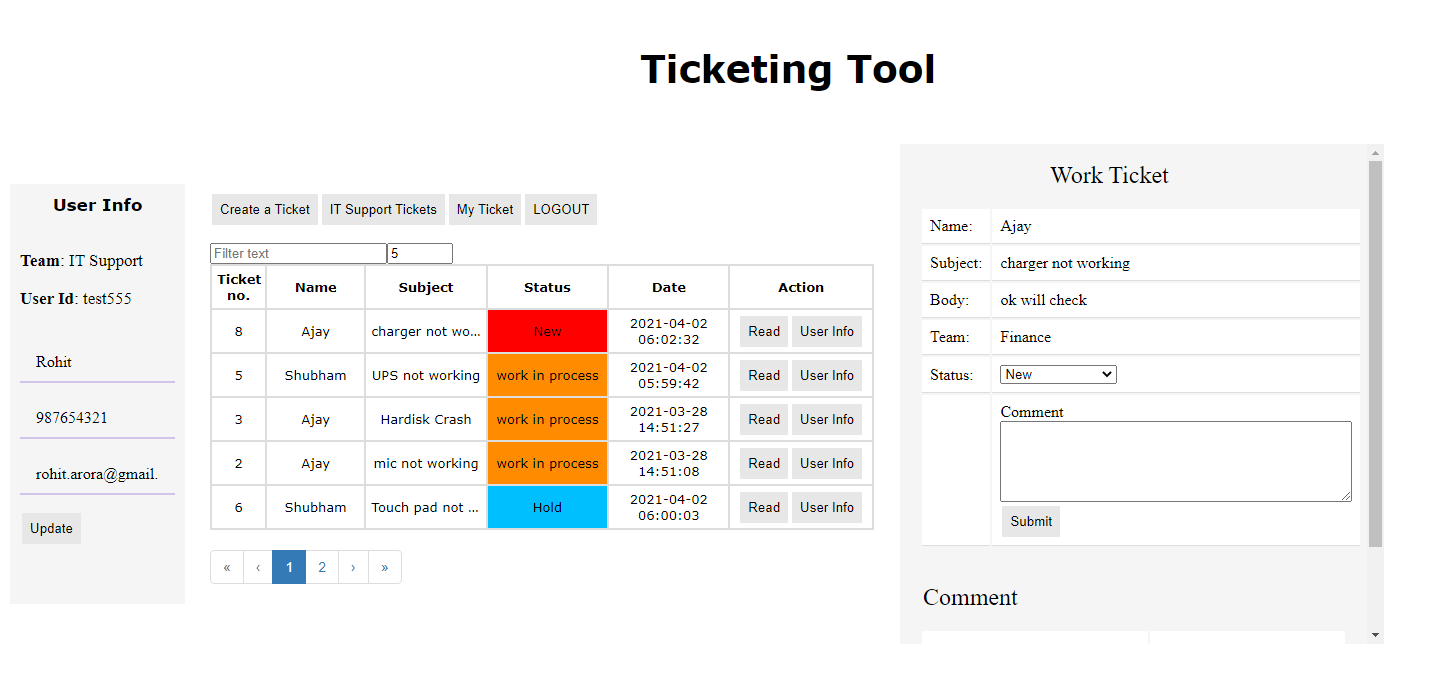 Ticketing Tool
User Info
Team: IT Support
User Id: test555
Rohit
987654321
rohit.arora@gmail.
Update
Create a Ticket IT Support Tickets My Ticket LOGOUT
Filter text 5
Ticket no. Name Subject Status Date Action
8 Ajay charger not wo... New 2021-04-02 06:02:32 Read User Info
5 Shubham UPS not working work in process 2021-04-02 05:59:42 Read User Info
3 Ajay Hardisk Crash work in process 2021-03-28 14:51:27 Read User Info
2 Ajay mic not working work in process 2021-03-28 14:51:08 Read User Info
6 Shubham Touch pad not ... Hold 2021-04-02 06:00:03 Read User Info
« ‹ 1 2 › »
Work Ticket
Name: Ajay
Subject: charger not working
Body: ok will check
Team: Finance
Status: New
Comment
Submit
Comment